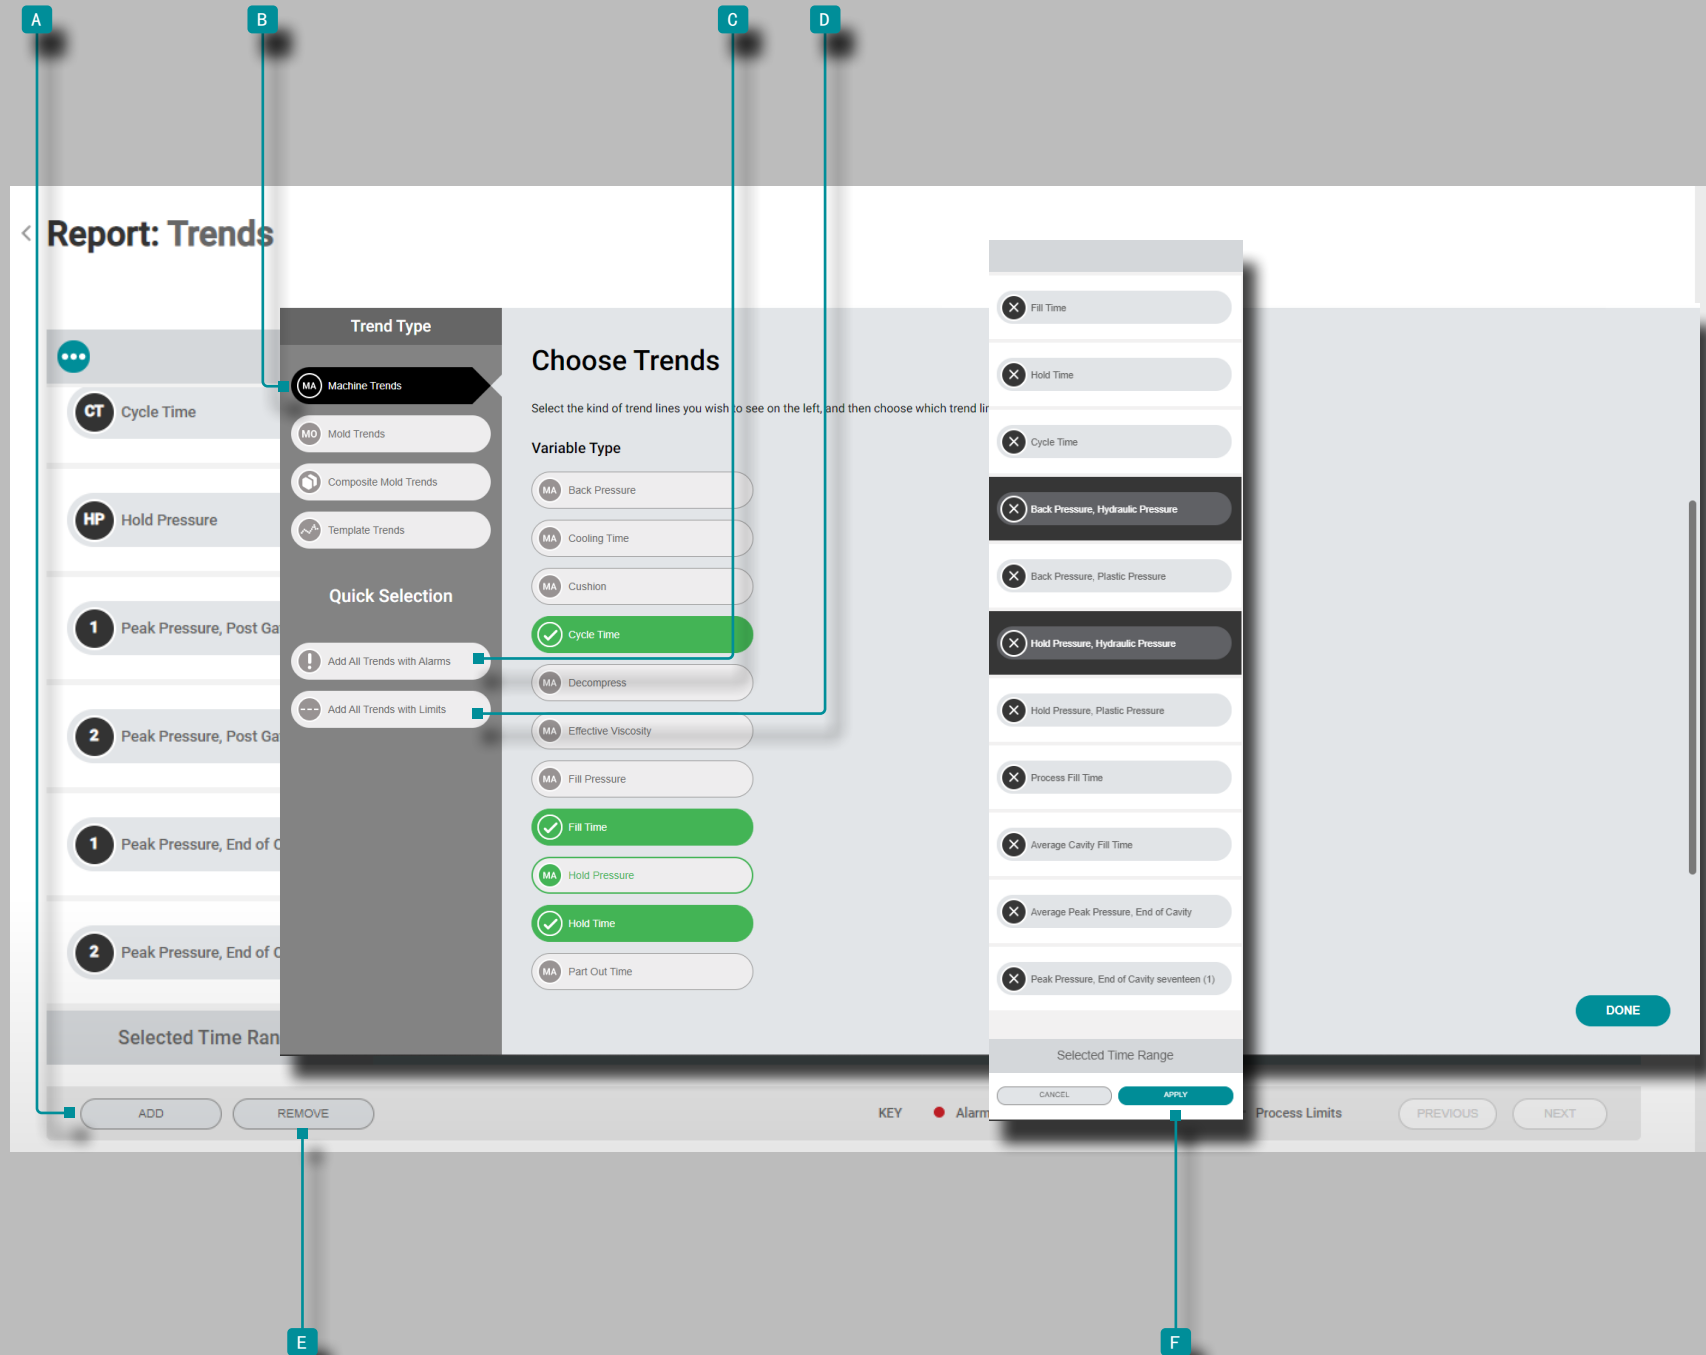 A
B
C
D
Report: Trends
CT Cycle Time
HP Hold Pressure
1 Peak Pressure, Post Ga
2 Peak Pressure, Post Ga
1 Peak Pressure, End of C
2 Peak Pressure, End of C
Selected Time Ran
Trend Type
MA Machine Trends
MO Mold Trends
Composite Mold Trends
Template Trends
Quick Selection
Add All Trends with Alarms
Add All Trends with Limits
Choose Trends
Select the kind of trend lines you wish to see on the left, and then choose which trend lin
Variable Type
MA Back Pressure
MA Cooling Time
MA Cushion
Cycle Time
MA Decompress
MA Effective Viscosity
MA Fill Pressure
Fill Time
MA Hold Pressure
Hold Time
MA Part Out Time
Fill Time
Hold Time
Cycle Time
Back Pressure, Hydraulic Pressure
Back Pressure, Plastic Pressure
Hold Pressure, Hydraulic Pressure
Hold Pressure, Plastic Pressure
Process Fill Time
Average Cavity Fill Time
Average Peak Pressure, End of Cavity
Peak Pressure, End of Cavity seventeen (1)
Selected Time Range
CANCEL APPLY
DONE
ADD REMOVE KEY Alarm Process Limits PREVIOUS NEXT
E
F